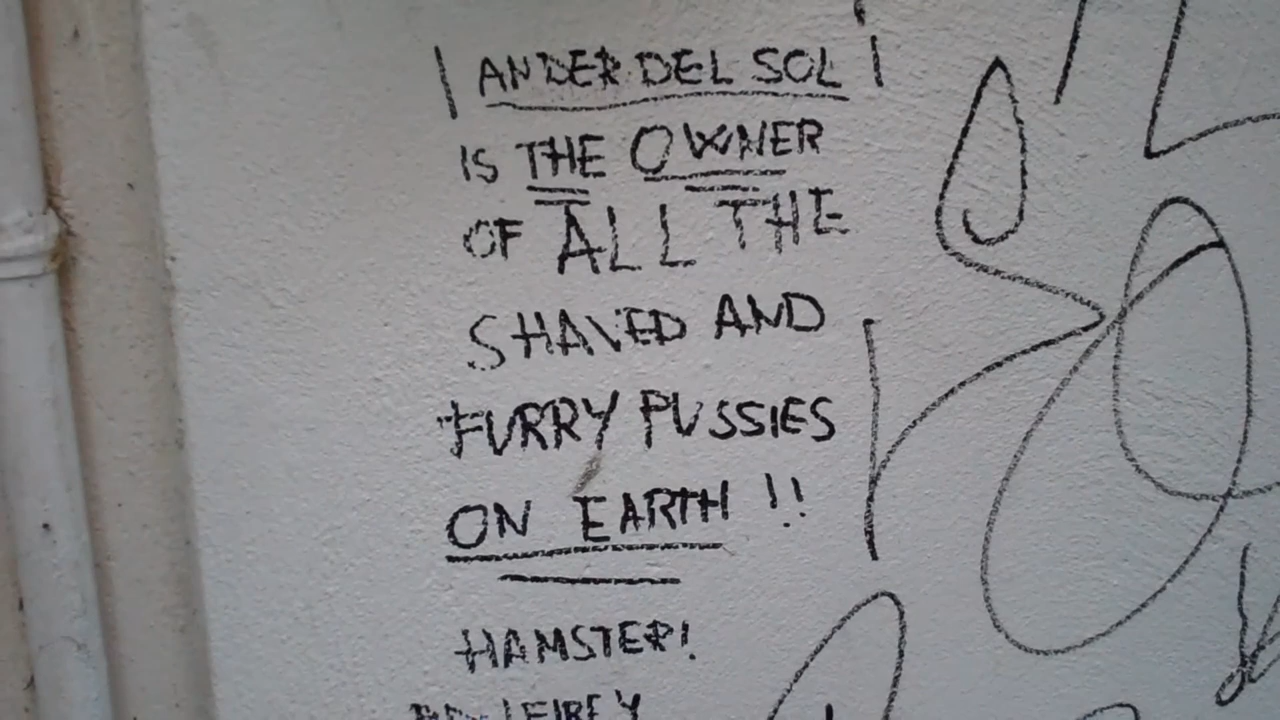 ANDER DEL SOL
IS THE OWNER
OF ALL THE
SHAVED AND
FURRY PUSSIES
ON EARTH !!
HAMSTER!